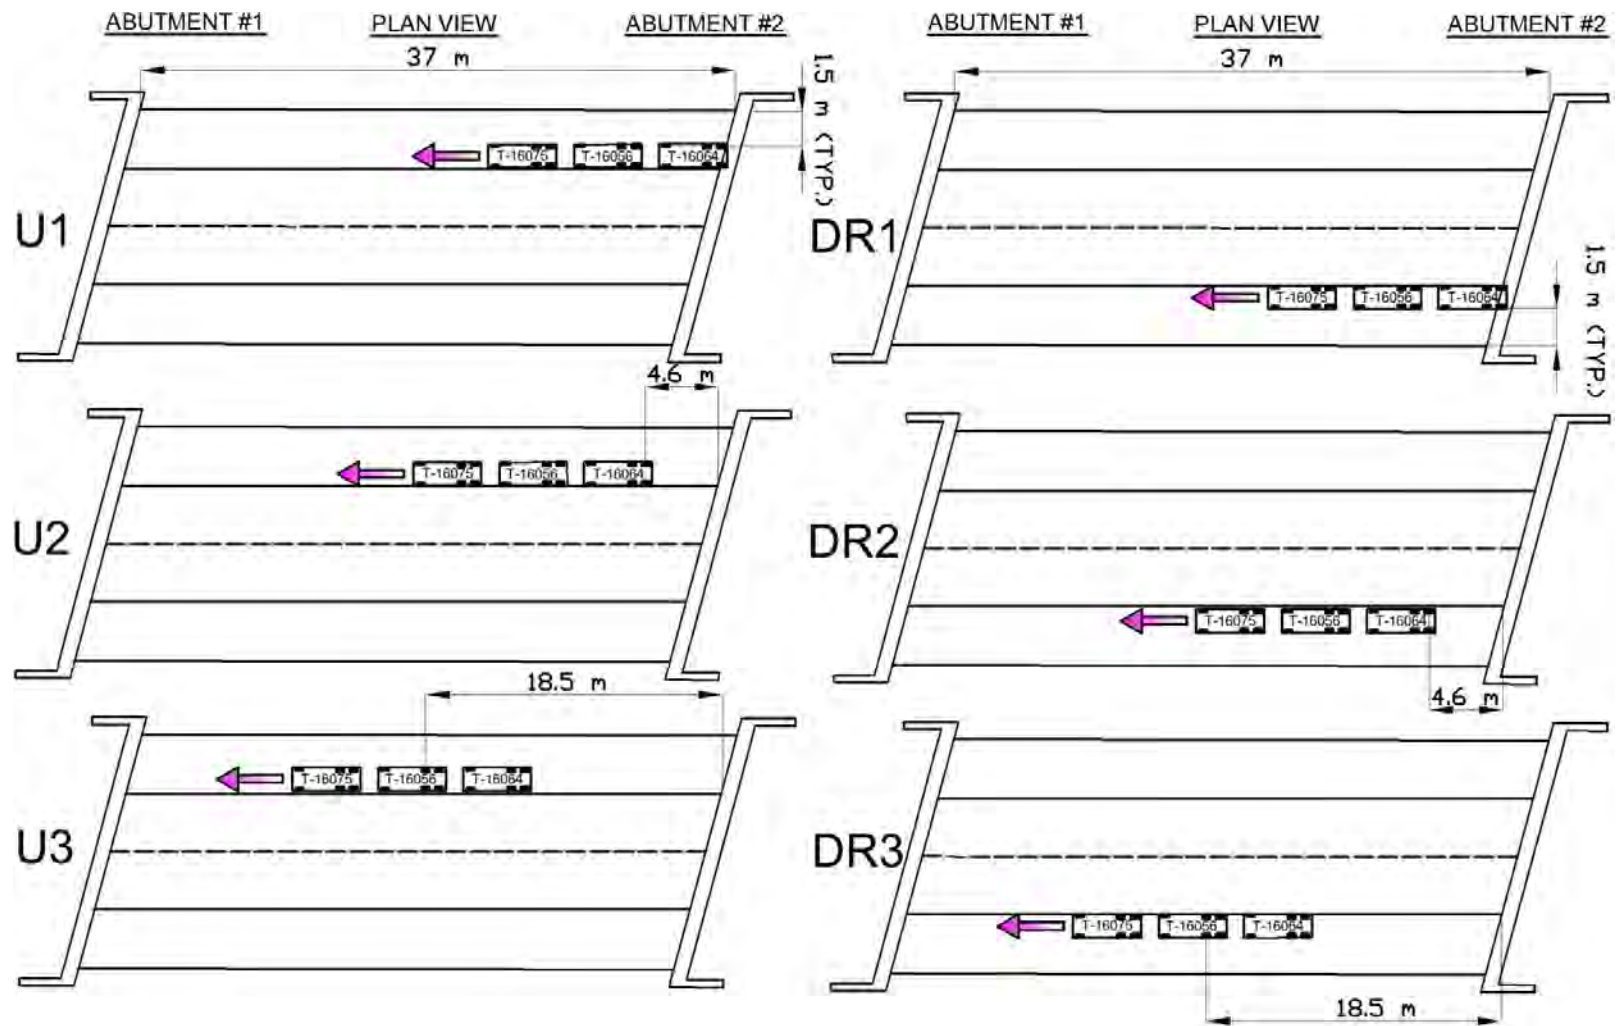 ABUTMENT #1 PLAN VIEW ABUTMENT #2
37 m
1.5 m (TYP.)
T-16075 T-16056 T-16064
U1
4.6 m
T-16075 T-16056 T-16064
U2
18.5 m
T-16075 T-16056 T-16064
U3
ABUTMENT #1 PLAN VIEW ABUTMENT #2
37 m
DR1
T-16075 T-16056 T-16064
1.5 m (TYP.)
DR2
T-16075 T-16056 T-16064
4.6 m
DR3
T-16075 T-16056 T-16064
18.5 m